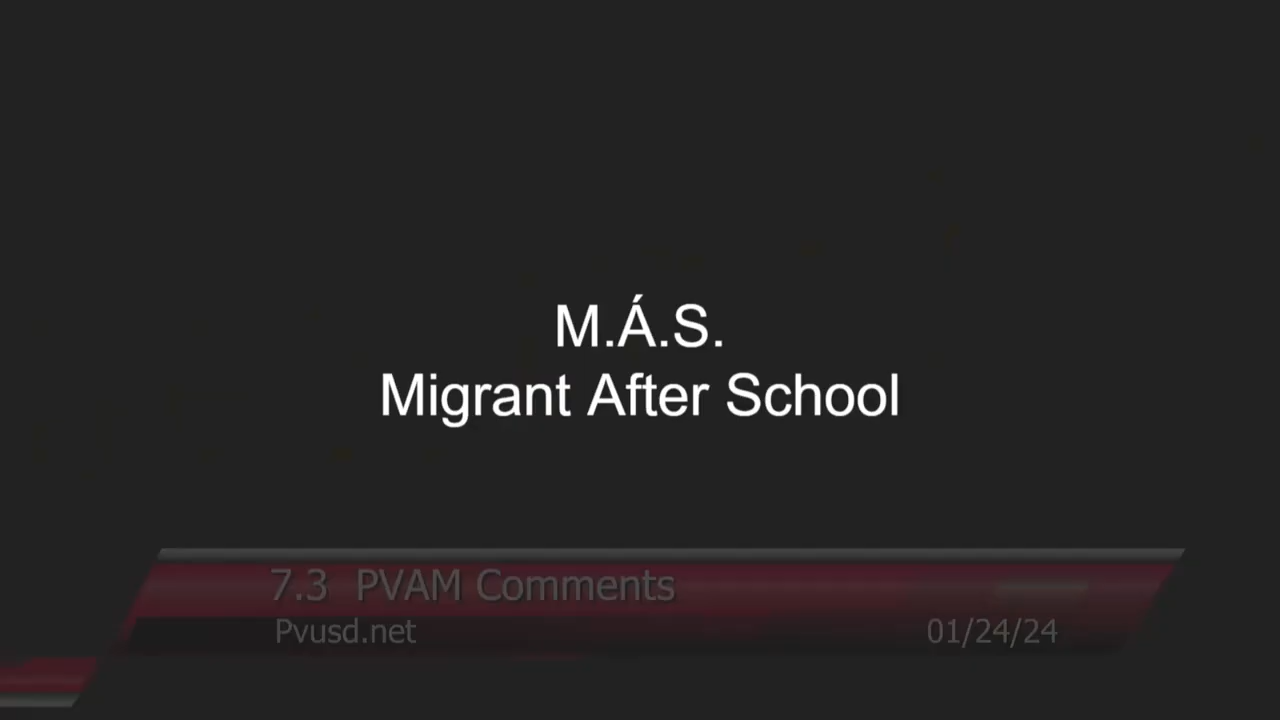 M.Á.S.
Migrant After School
7.3 PVAM Comments
Pvusd.net
01/24/24